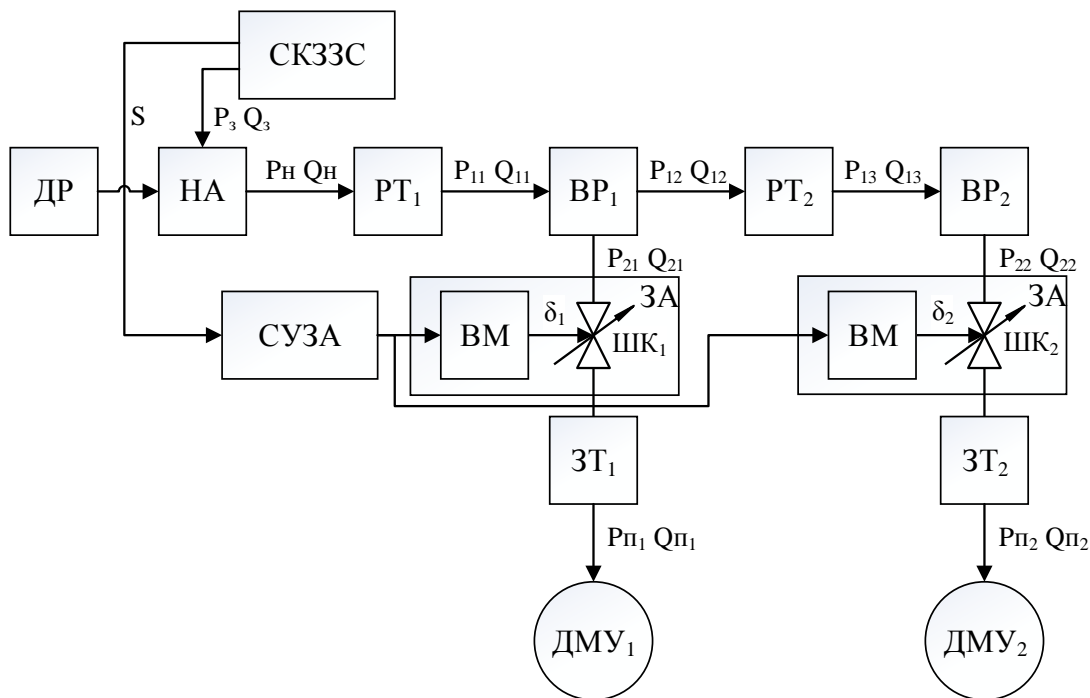 СКЗЗС
S
Pз Qз
ДР
НА
Pн Qн
РТ₁
P₁₁ Q₁₁
ВР₁
P₁₂ Q₁₂
РТ₂
P₁₃ Q₁₃
ВР₂
P₂₁ Q₂₁
P₂₂ Q₂₂
СУЗА
ВМ
δ₁
ЗА
ШК₁
ВМ
δ₂
ЗА
ШК₂
ЗТ₁
ЗТ₂
Pп₁ Qп₁
Pп₂ Qп₂
ДМУ₁
ДМУ₂